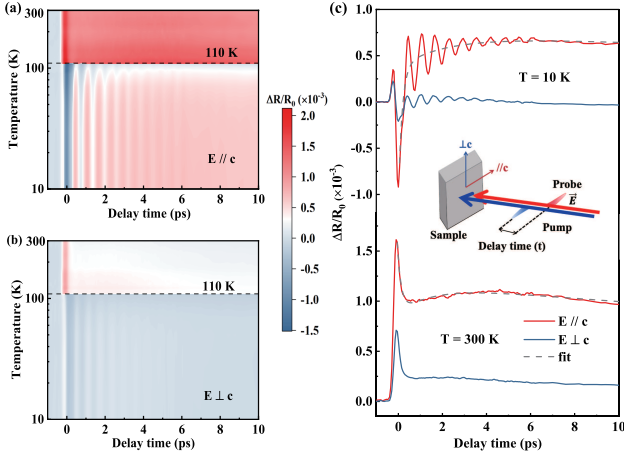 (a)
300
100
10
Temperature (K)
110 K
E // c
0 2 4 6 8 10
Delay time (ps)
ΔR/R₀ (×10⁻³)
2.0
1.5
1.0
0.5
0.0
-0.5
-1.0
-1.5
(b)
300
100
10
Temperature (K)
110 K
E ⊥ c
0 2 4 6 8 10
Delay time (ps)
(c)
1.0
0.5
0.0
-0.5
-1.0
1.5
1.0
0.5
0.0
ΔR/R₀ (×10⁻³)
T = 10 K
⊥c
//c
Probe
E⃗
Pump
Sample
Delay time (t)
T = 300 K
E // c
E ⊥ c
fit
0 2 4 6 8 10
Delay time (ps)